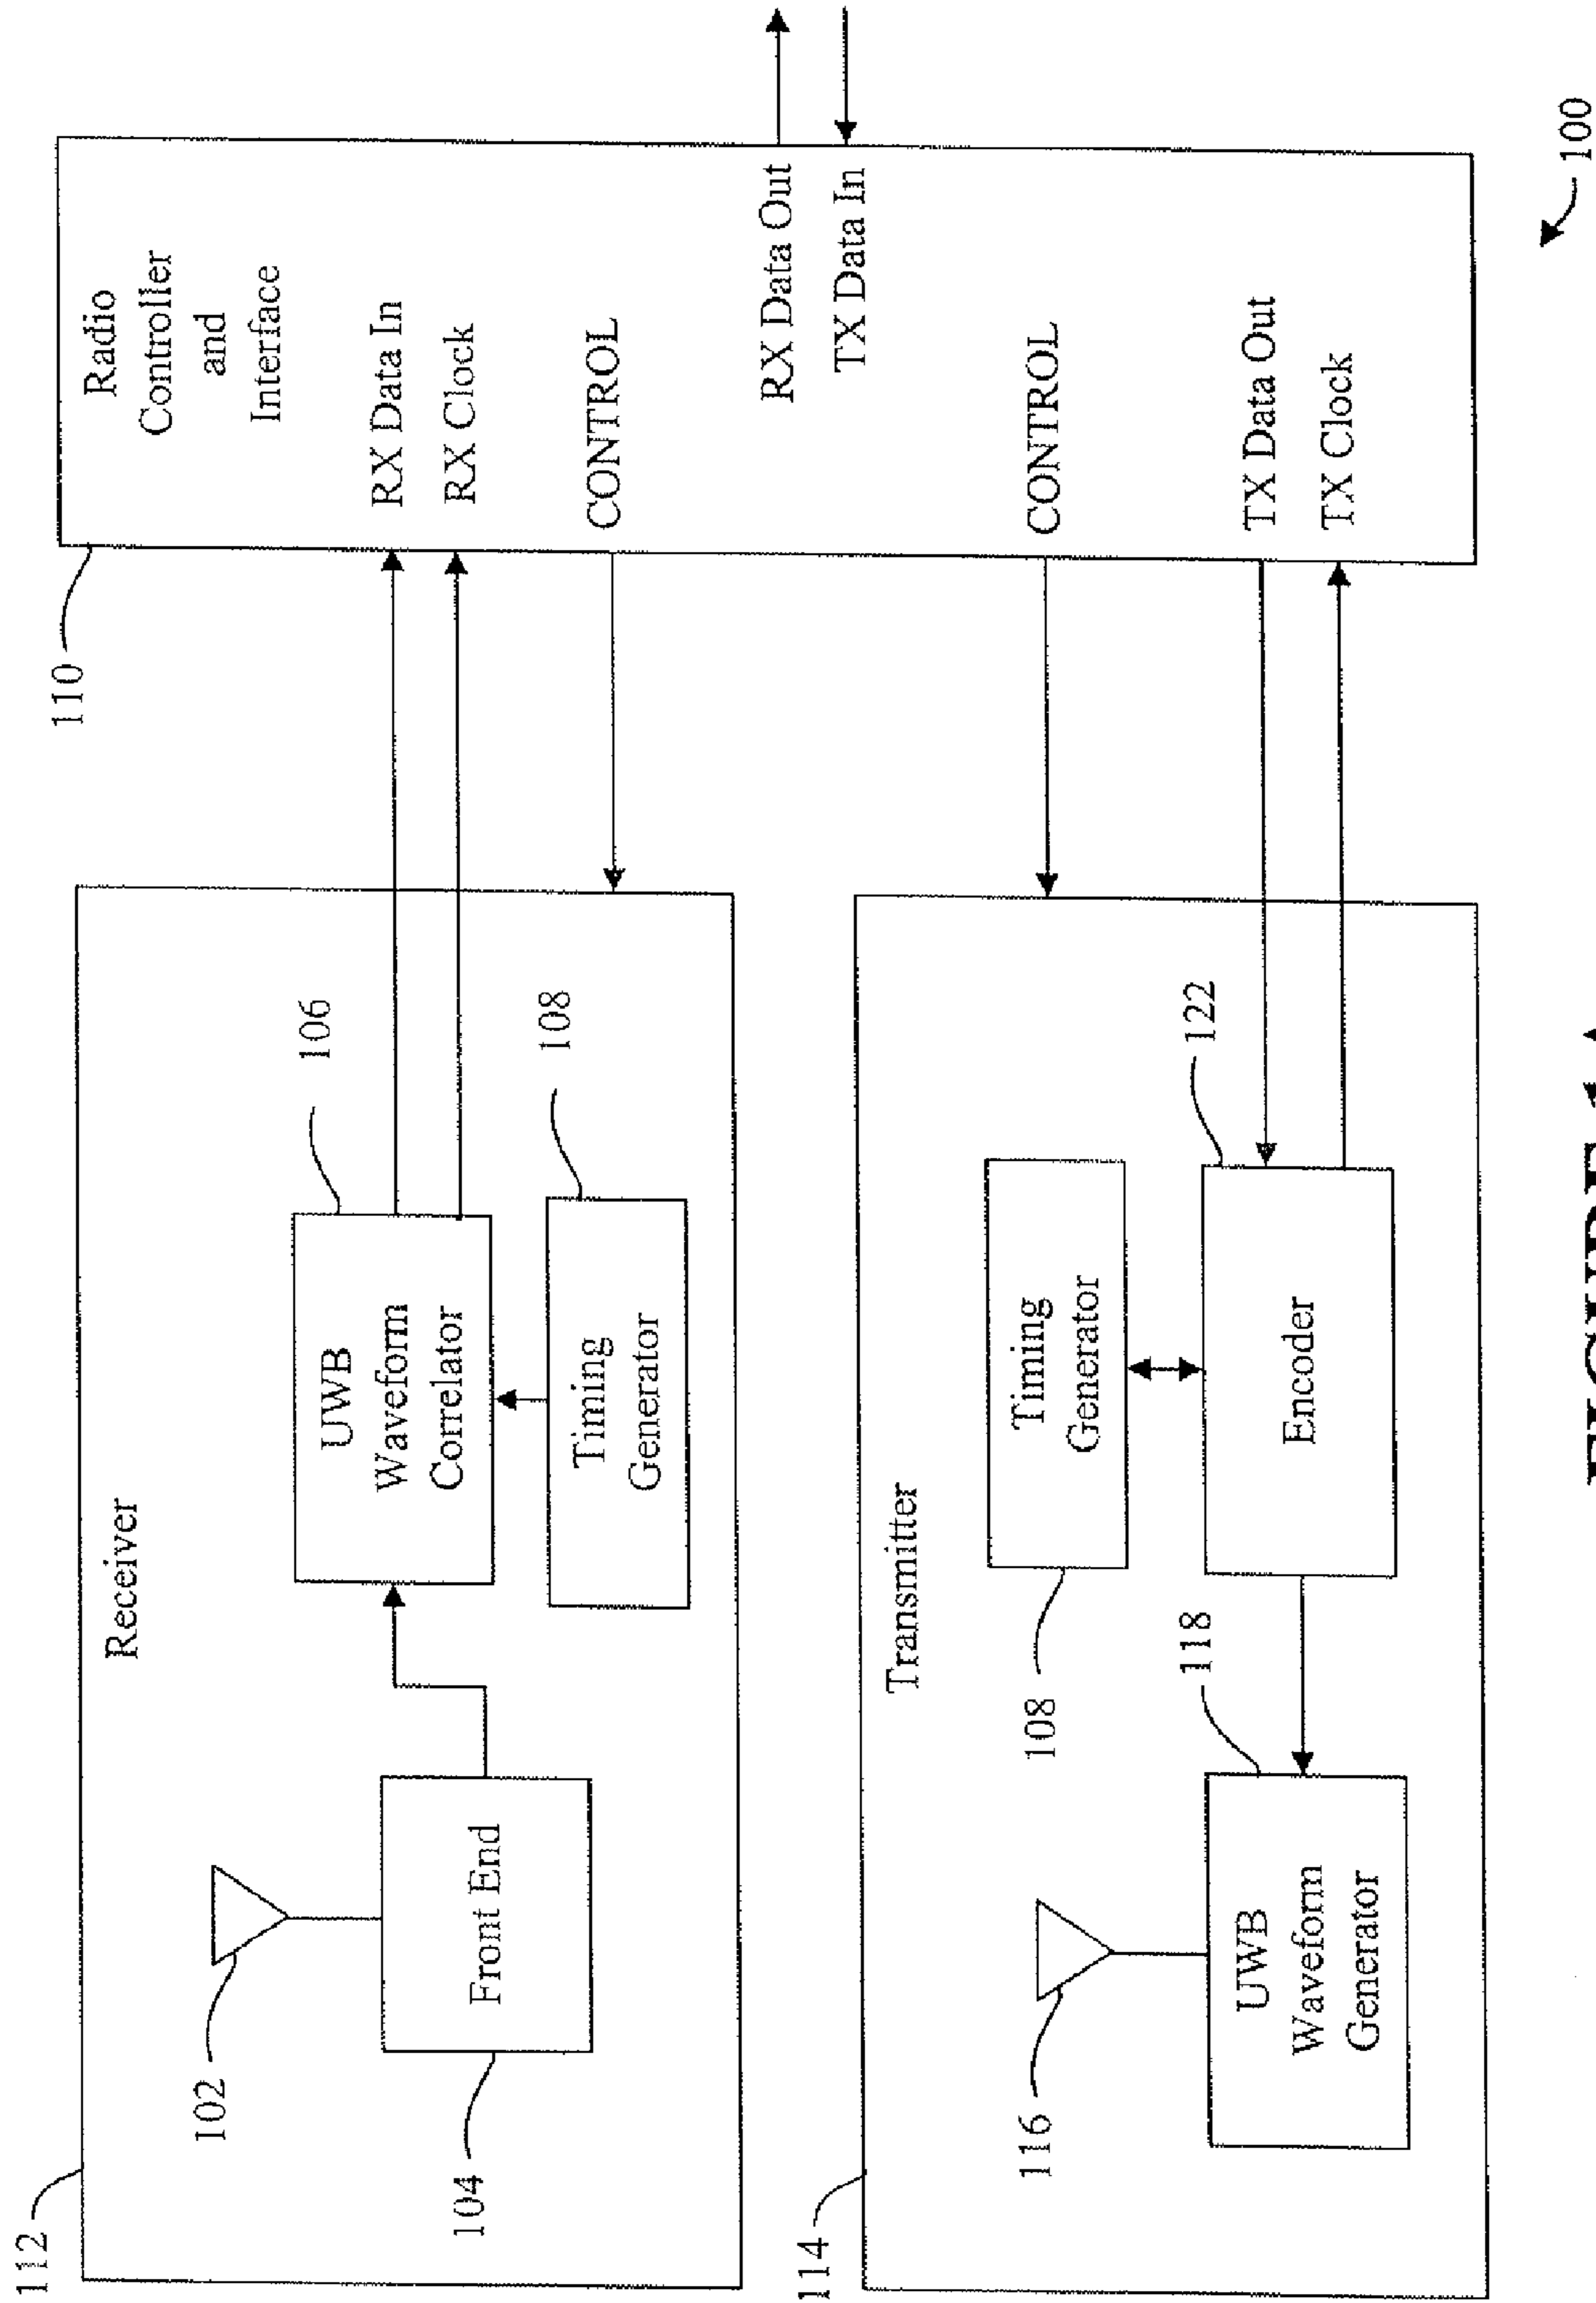 112
Receiver
102
104
Front End
UWB
Waveform
Correlator
106
Timing
Generator
108
110
Radio
Controller
and
Interface
RX Data In
RX Clock
CONTROL
RX Data Out
TX Data In
CONTROL
TX Data Out
TX Clock
114
Transmitter
116
UWB
Waveform
Generator
118
108
Timing
Generator
Encoder
122
100